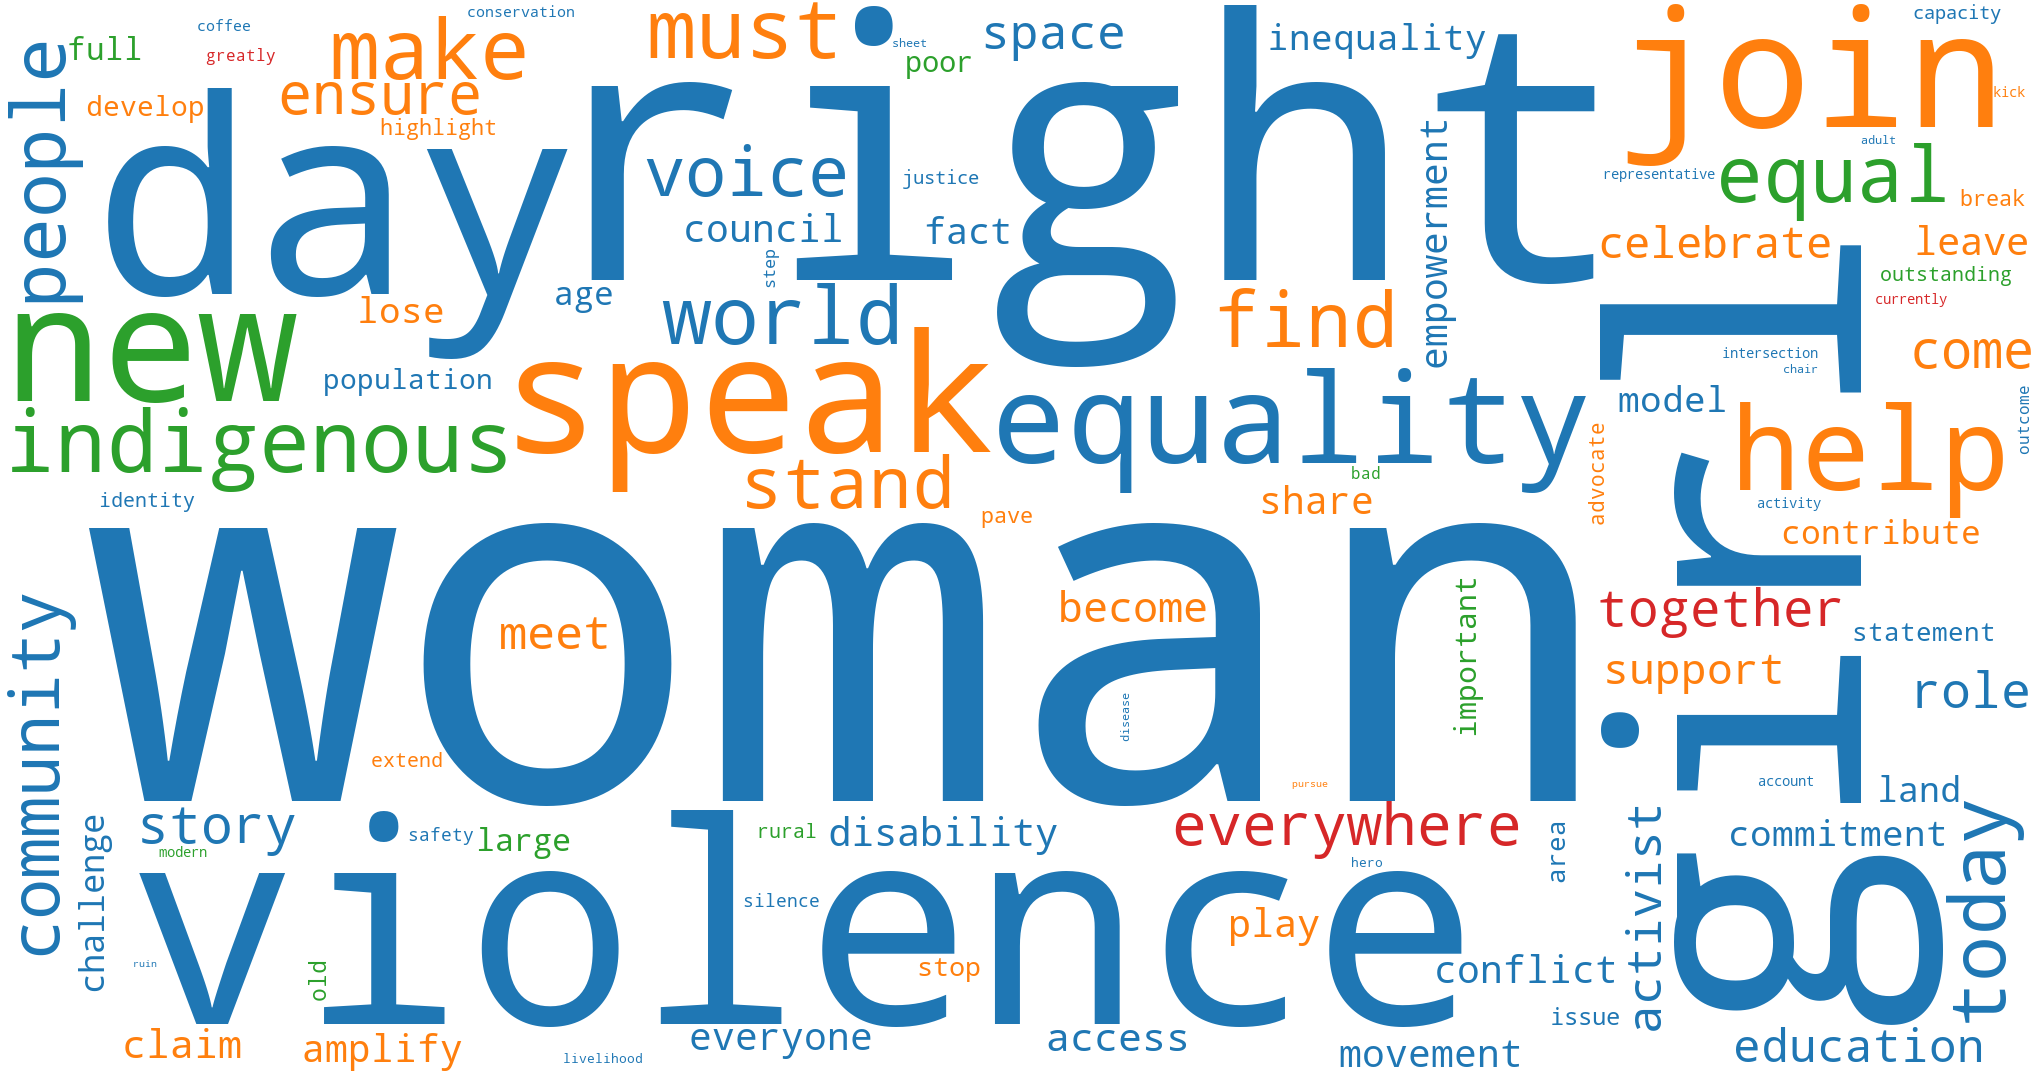 conservation
coffee
full
greatly
make
must
sheet
poor
space
inequality
join
capacity
kick
people
develop
ensure
highlight
day
right
voice
justice
council
fact
step
empowerment
adult
representative
equal
break
celebrate
leave
outstanding
currently
new
lose
age
world
find
girl
intersection
chair
come
population
speak
equality
model
outcome
indigenous
stand
bad
share
advocate
help
activity
contribute
identity
pave
woman
meet
become
important
disease
together
statement
support
role
community
extend
pursue
account
land
story
safety
large
rural
disability
everywhere
area
activist
commitment
today
modern
challenge
violence
silence
hero
play
ruin
old
stop
conflict
issue
claim
amplify
livelihood
everyone
access
movement
education